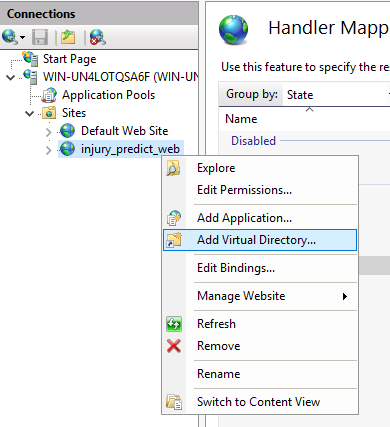 Connections
Start Page
WIN-UN4LOTQSA6F (WIN-UN
Application Pools
Sites
Default Web Site
injury_predict_web
Handler Mapp
Use this feature to specify the re
Group by: State
Name
Disabled
Explore
Edit Permissions...
Add Application...
Add Virtual Directory...
Edit Bindings...
Manage Website
Refresh
Remove
Rename
Switch to Content View